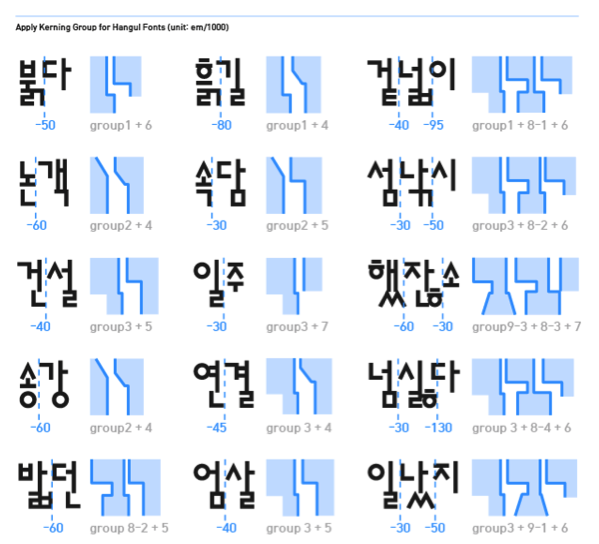 Apply Kerning Group for Hangul Fonts (unit: em/1000)
붉다 흙길 겉넓이
-50 group1 + 6 -80 group1 + 4 -40 -95 group1 + 8-1 + 6
논객 속담 섬낚시
-60 group2 + 4 -30 group2 + 5 -30 -50 group3 + 8-2 + 6
건설 일주 했잖소
-40 group3 + 5 -30 group3 + 7 -60 -30 group9-3 + 8-3 + 7
송강 연결 넘싫다
-60 group2 + 4 -45 group 3 + 4 -30 -130 group 3 + 8-4 + 6
밟던 엄살 일났지
-60 group 8-2 + 5 -40 group 3 + 5 -30 -50 group3 + 9-1 + 6